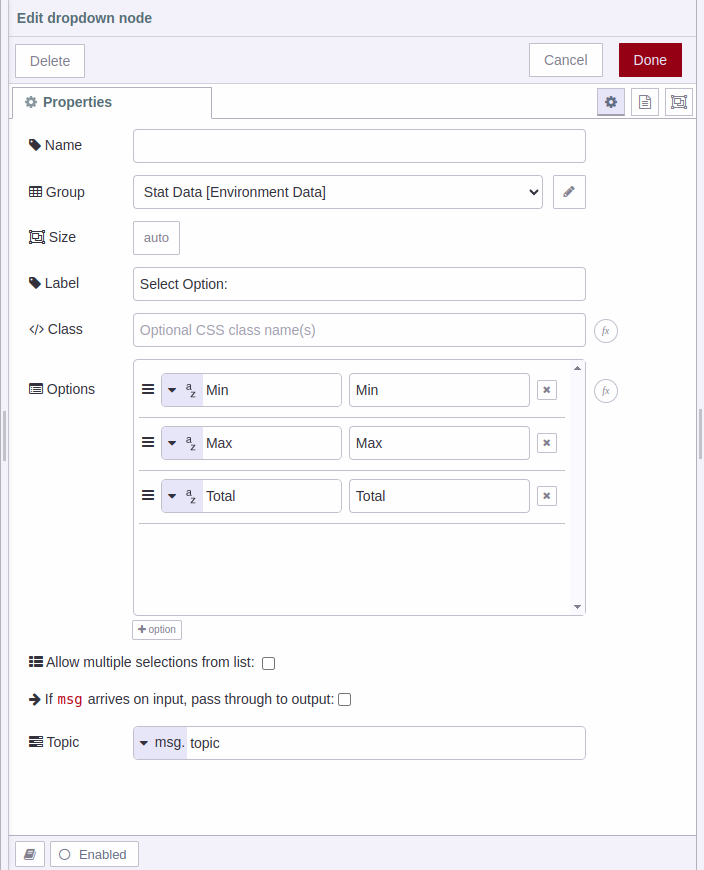 Edit dropdown node
Delete Cancel Done
Properties
Name
Group Stat Data [Environment Data]
Size auto
Label Select Option:
</> Class Optional CSS class name(s) fx
Options a z Min Min fx
a z Max Max
a z Total Total
+ option
Allow multiple selections from list:
If msg arrives on input, pass through to output:
Topic msg. topic
Enabled